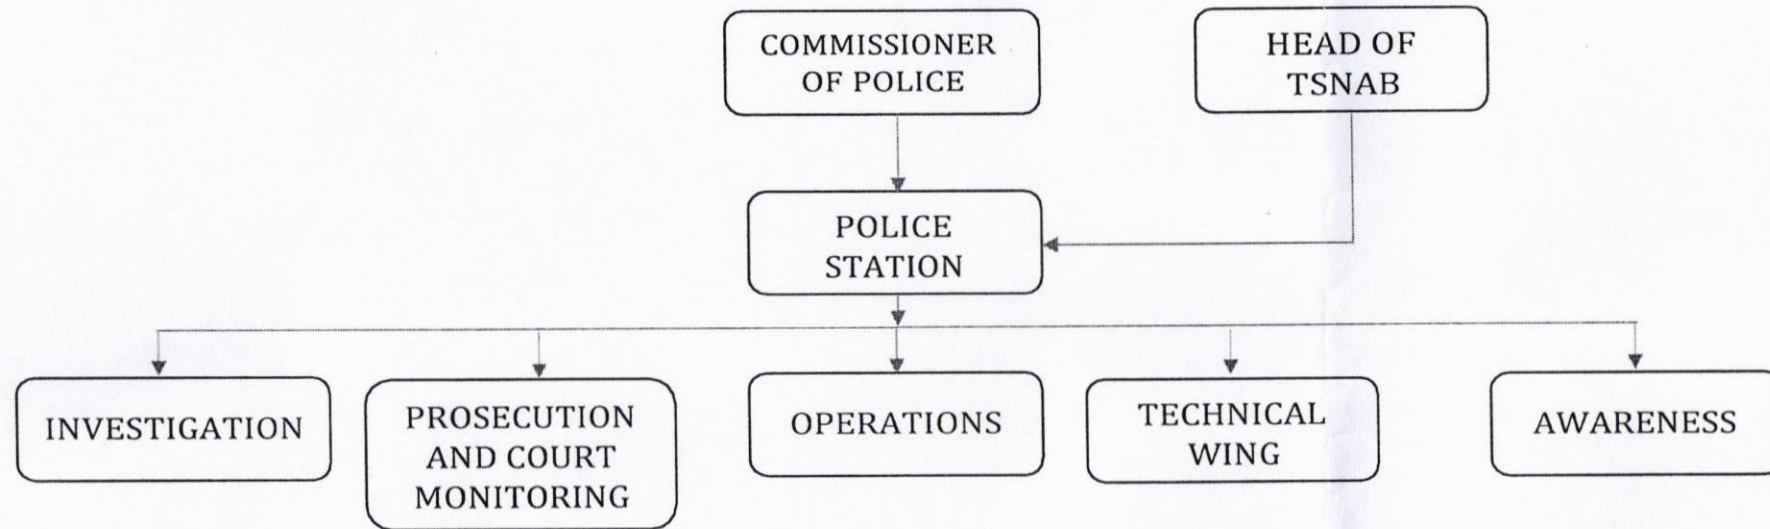 COMMISSIONER
OF POLICE
HEAD OF
TSNAB
POLICE
STATION
INVESTIGATION
PROSECUTION
AND COURT
MONITORING
OPERATIONS
TECHNICAL
WING
AWARENESS